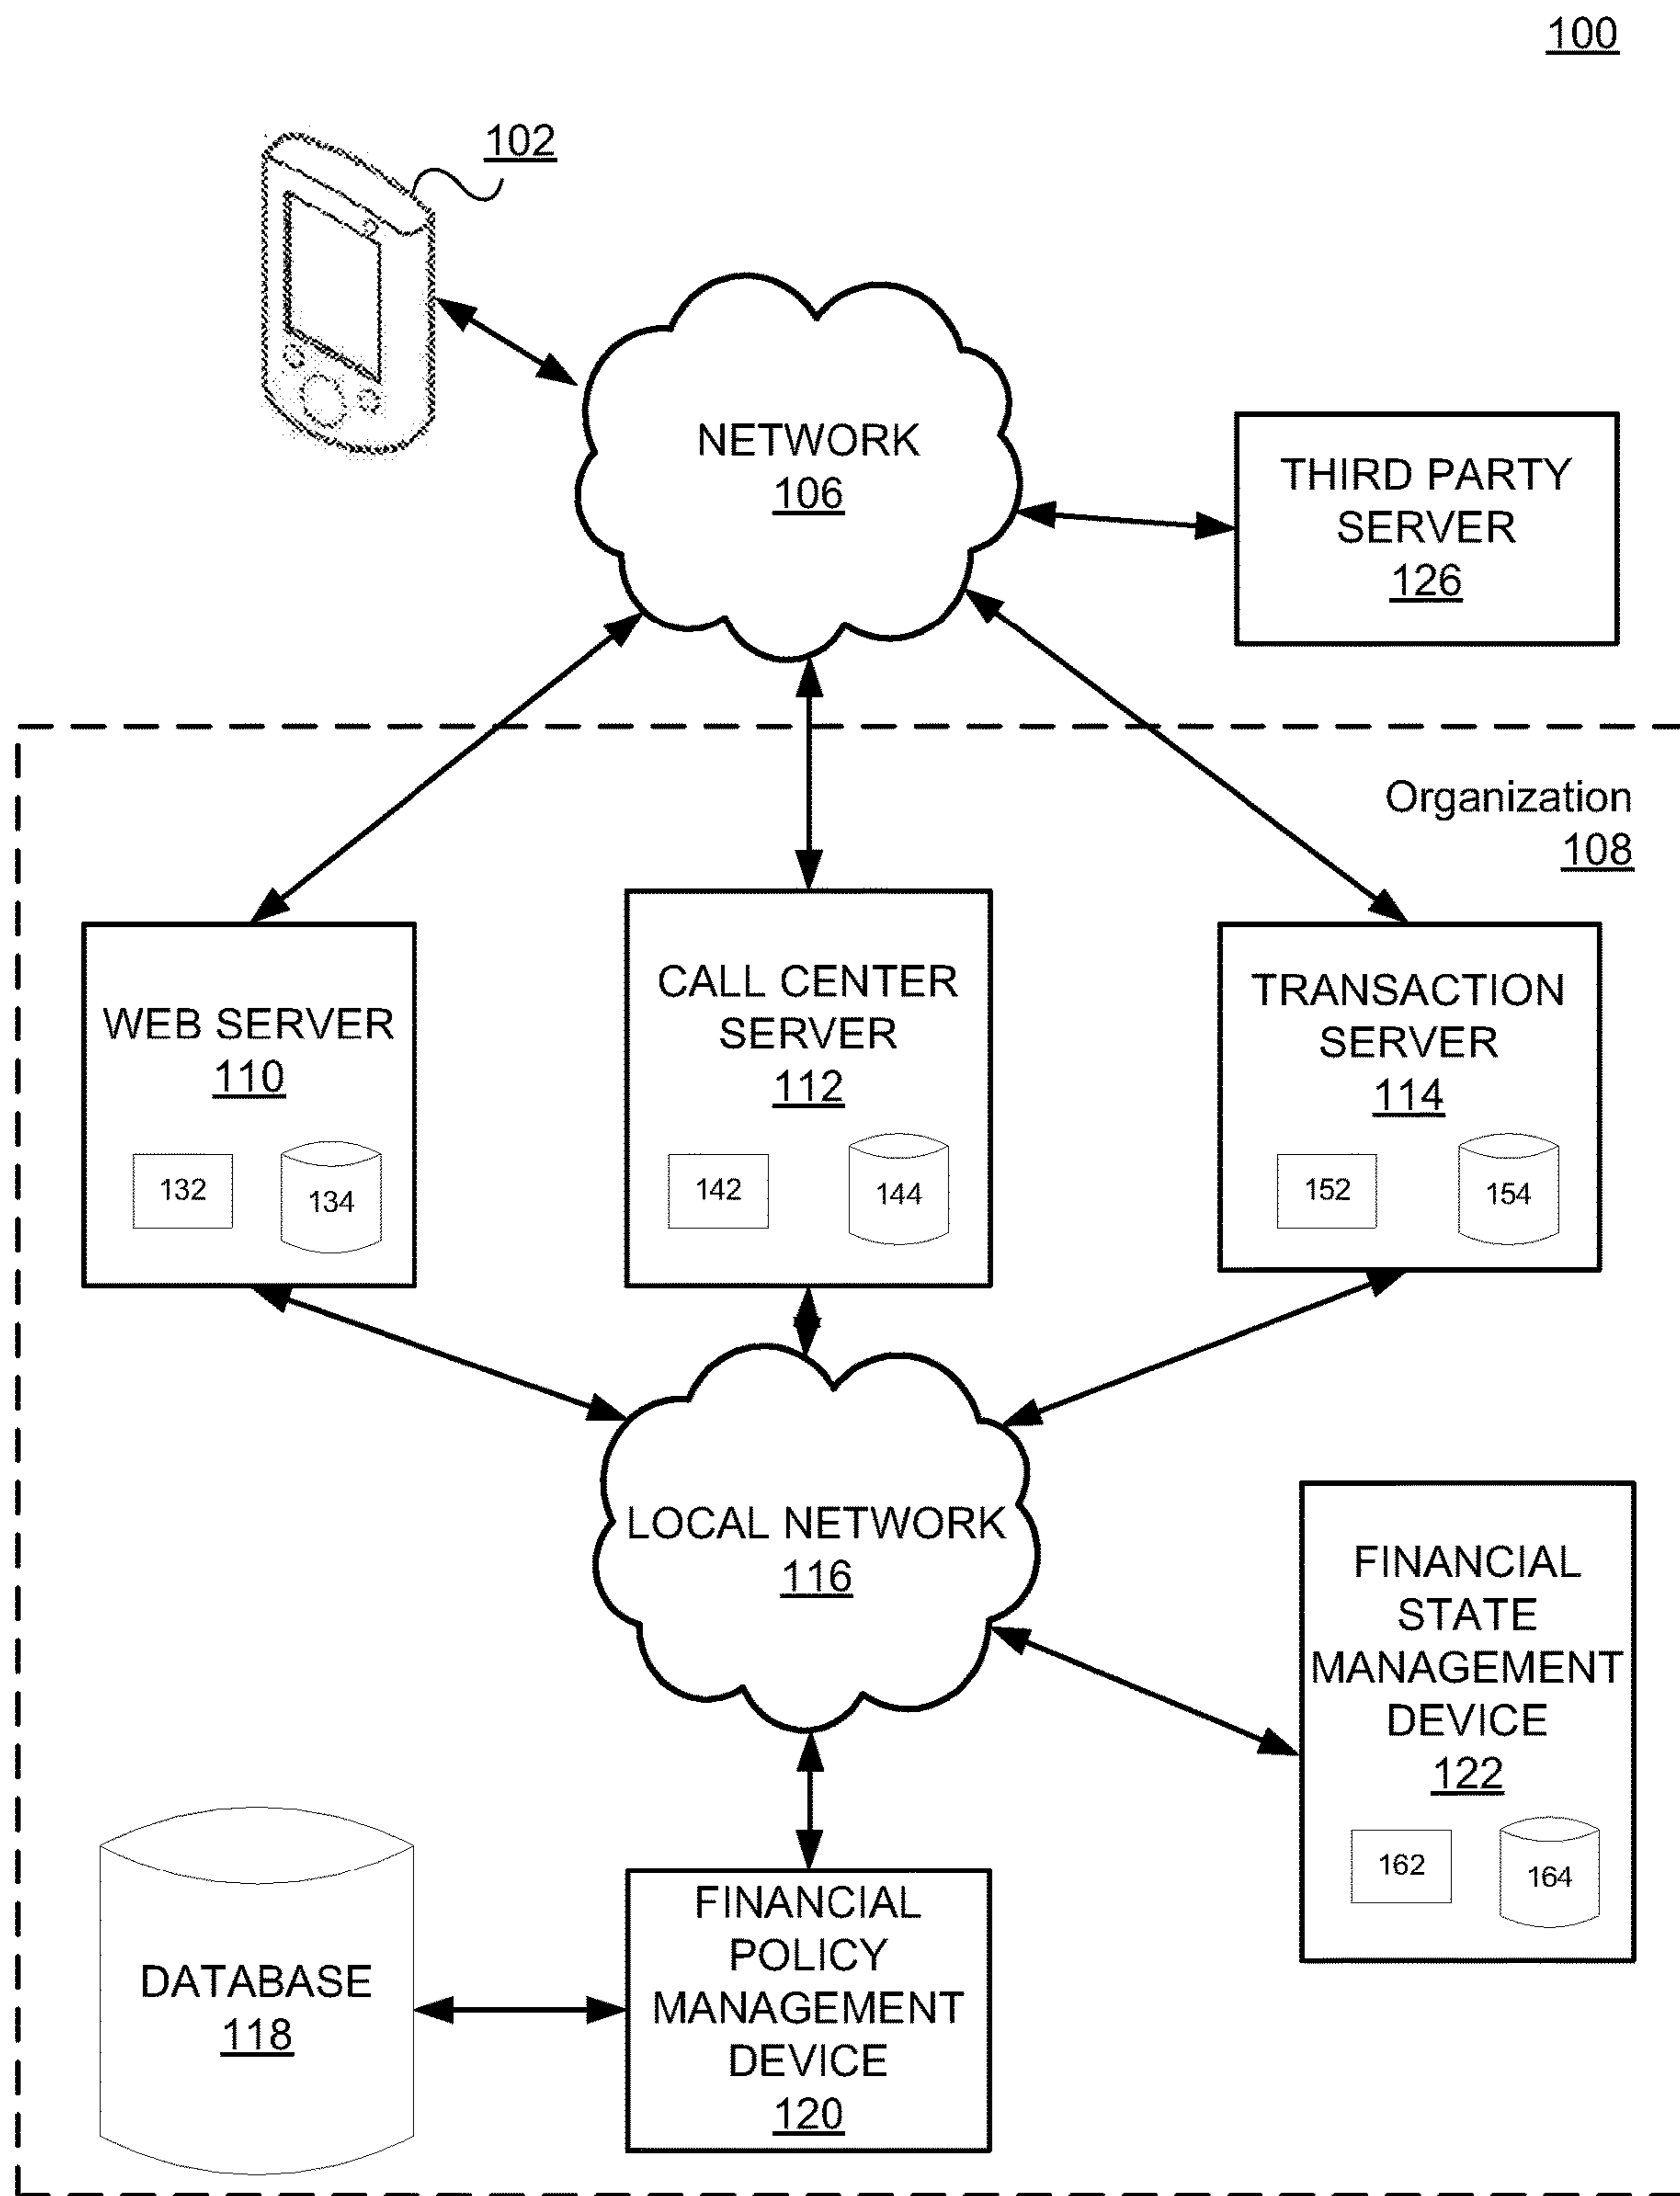 100
102
NETWORK
106
THIRD PARTY
SERVER
126
Organization
108
WEB SERVER
110
132
134
CALL CENTER
SERVER
112
142
144
TRANSACTION
SERVER
114
152
154
LOCAL NETWORK
116
FINANCIAL
STATE
MANAGEMENT
DEVICE
122
162
164
DATABASE
118
FINANCIAL
POLICY
MANAGEMENT
DEVICE
120